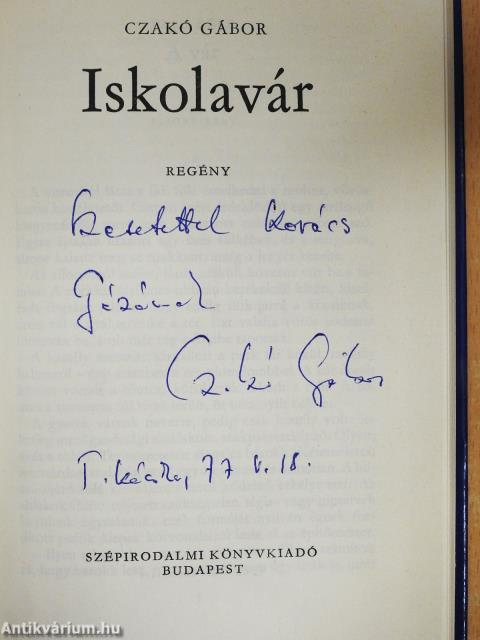 CZAKÓ GÁBOR
Iskolavár
REGÉNY
Szeretettel Kovács
Gézának
Czakó Gábor
77 V. 18.
SZÉPIRODALMI KÖNYVKIADÓ
BUDAPEST
Antikvárium.hu